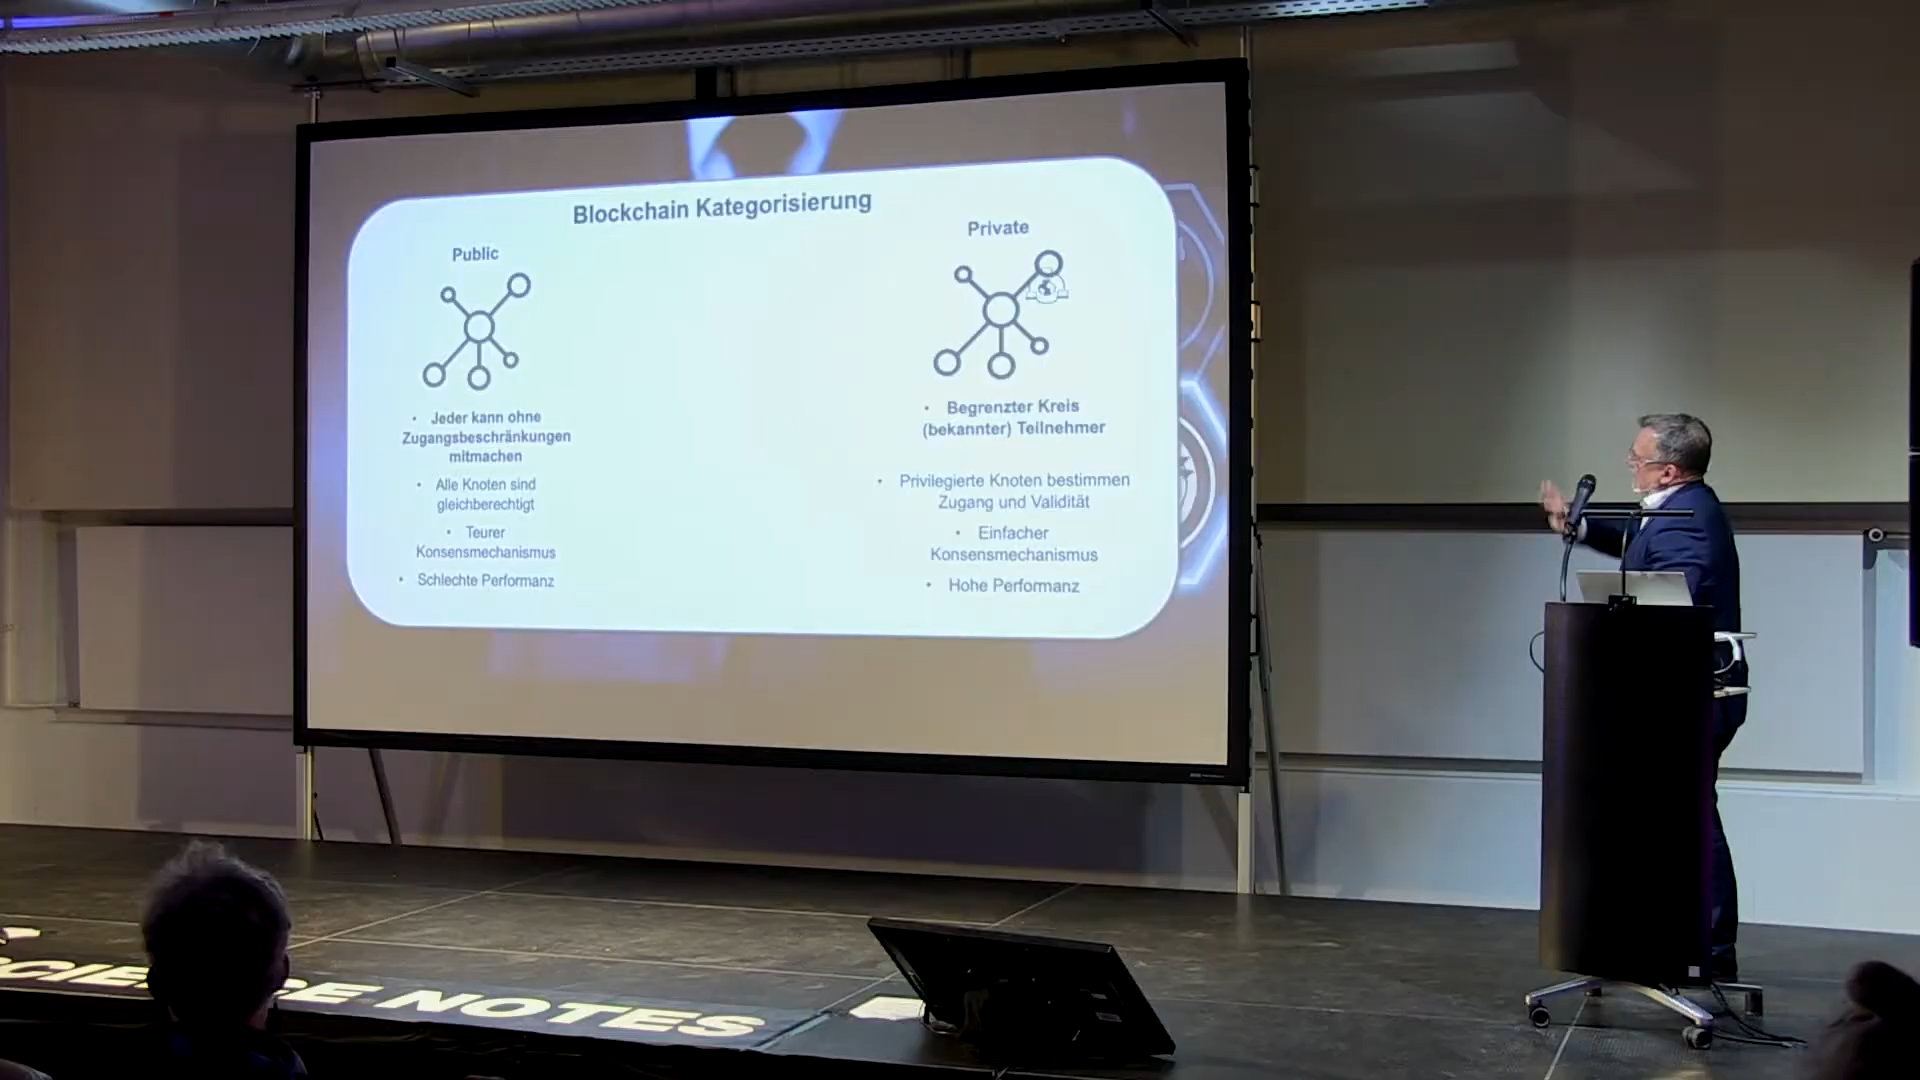 Blockchain Kategorisierung
Public
• Jeder kann ohne
Zugangsbeschränkungen
mitmachen
• Alle Knoten sind
gleichberechtigt
• Teurer
Konsensmechanismus
• Schlechte Performanz
Private
• Begrenzter Kreis
(bekannter) Teilnehmer
• Privilegierte Knoten bestimmen
Zugang und Validität
• Einfacher
Konsensmechanismus
• Hohe Performanz
NOTES